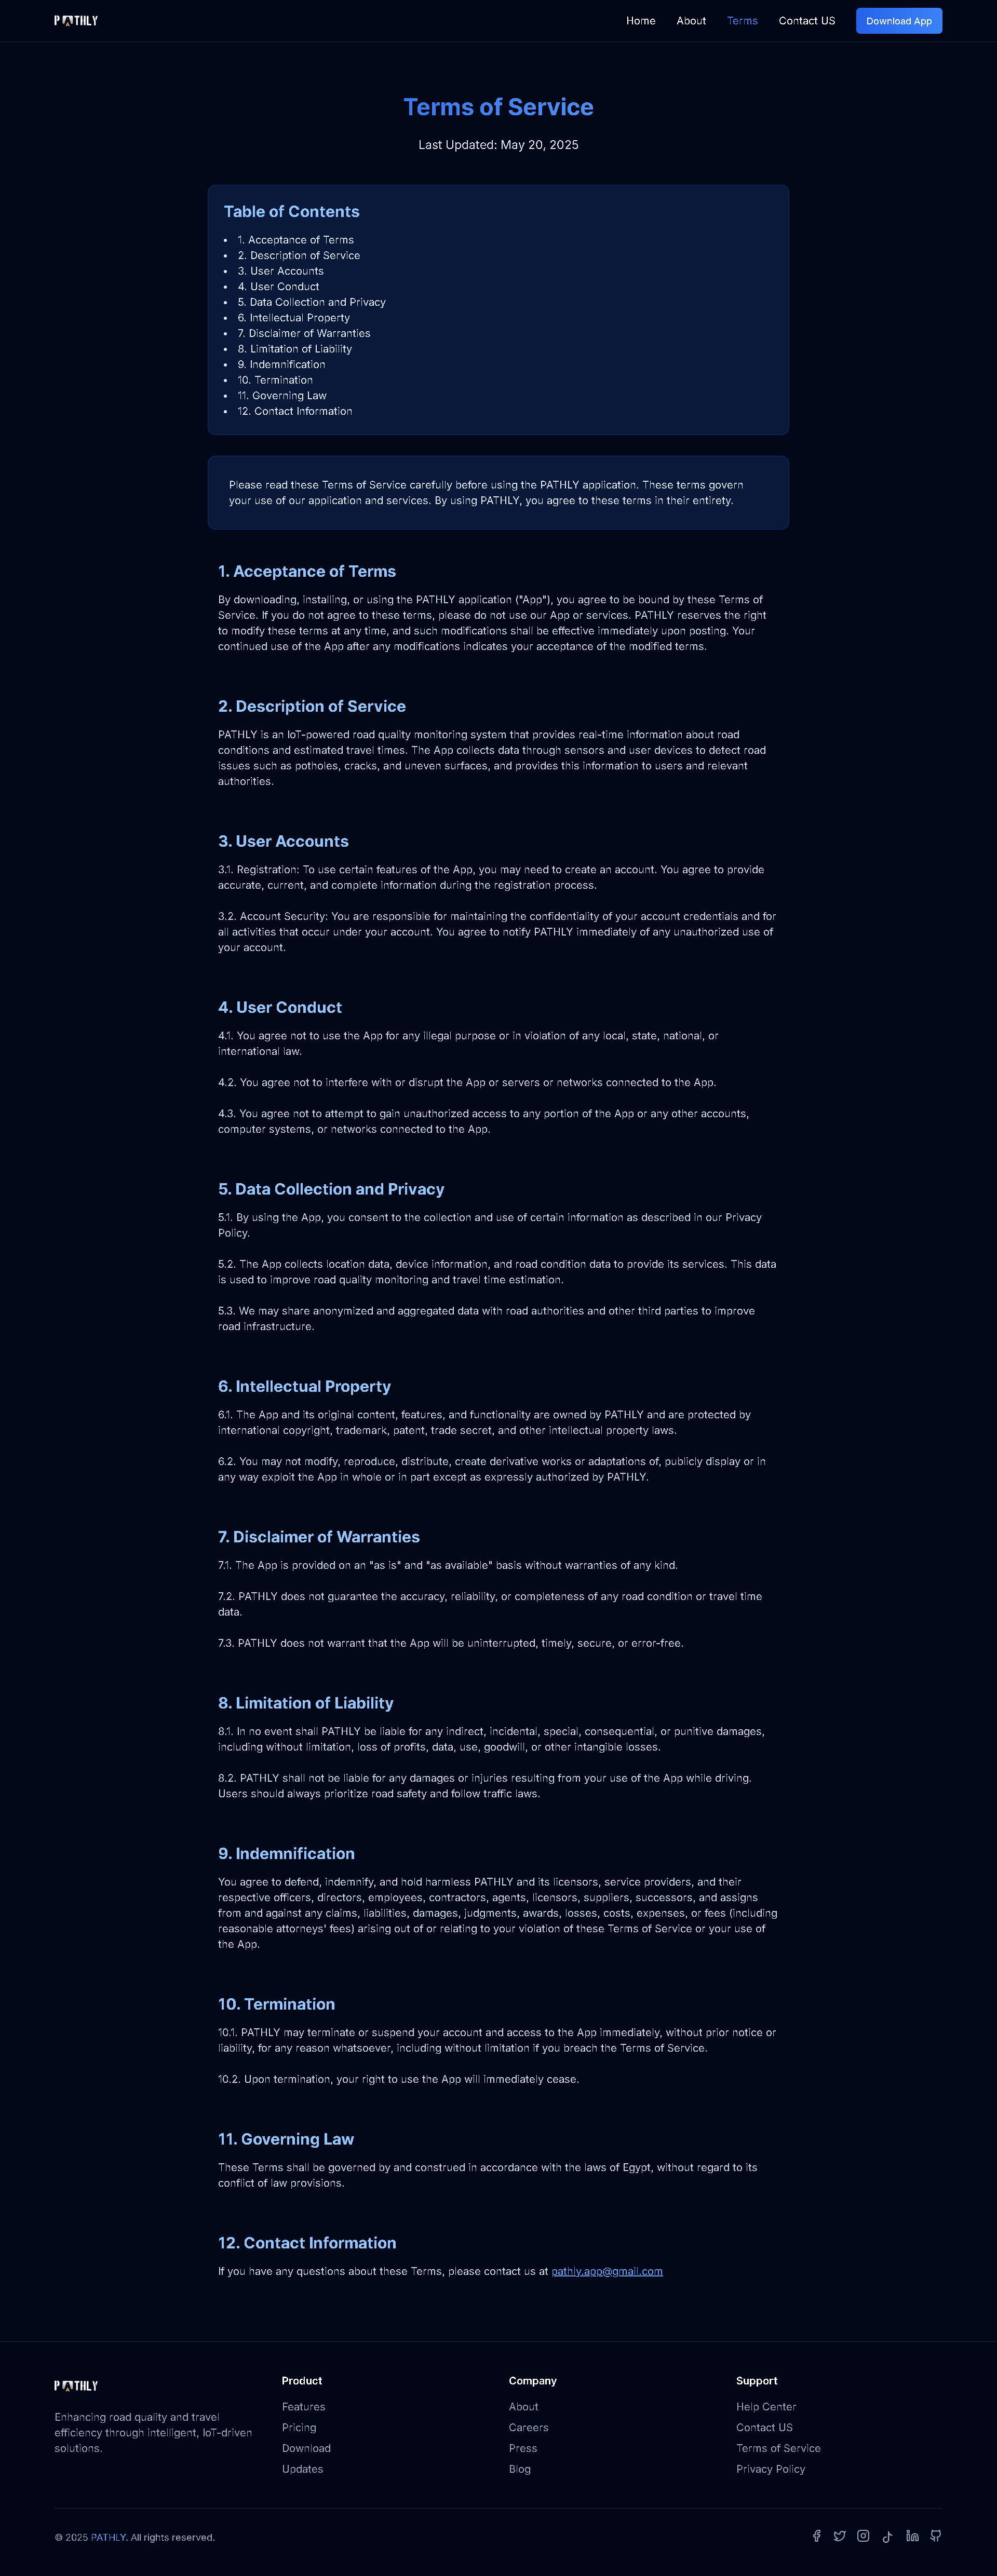 PATHLY
Home About Terms Contact US Download App
Terms of Service
Last Updated: May 20, 2025
Table of Contents
• 1. Acceptance of Terms
• 2. Description of Service
• 3. User Accounts
• 4. User Conduct
• 5. Data Collection and Privacy
• 6. Intellectual Property
• 7. Disclaimer of Warranties
• 8. Limitation of Liability
• 9. Indemnification
• 10. Termination
• 11. Governing Law
• 12. Contact Information
Please read these Terms of Service carefully before using the PATHLY application. These terms govern
your use of our application and services. By using PATHLY, you agree to these terms in their entirety.
1. Acceptance of Terms
By downloading, installing, or using the PATHLY application ("App"), you agree to be bound by these Terms of
Service. If you do not agree to these terms, please do not use our App or services. PATHLY reserves the right
to modify these terms at any time, and such modifications shall be effective immediately upon posting. Your
continued use of the App after any modifications indicates your acceptance of the modified terms.
2. Description of Service
PATHLY is an IoT-powered road quality monitoring system that provides real-time information about road
conditions and estimated travel times. The App collects data through sensors and user devices to detect road
issues such as potholes, cracks, and uneven surfaces, and provides this information to users and relevant
authorities.
3. User Accounts
3.1. Registration: To use certain features of the App, you may need to create an account. You agree to provide
accurate, current, and complete information during the registration process.
3.2. Account Security: You are responsible for maintaining the confidentiality of your account credentials and for
all activities that occur under your account. You agree to notify PATHLY immediately of any unauthorized use of
your account.
4. User Conduct
4.1. You agree not to use the App for any illegal purpose or in violation of any local, state, national, or
international law.
4.2. You agree not to interfere with or disrupt the App or servers or networks connected to the App.
4.3. You agree not to attempt to gain unauthorized access to any portion of the App or any other accounts,
computer systems, or networks connected to the App.
5. Data Collection and Privacy
5.1. By using the App, you consent to the collection and use of certain information as described in our Privacy
Policy.
5.2. The App collects location data, device information, and road condition data to provide its services. This data
is used to improve road quality monitoring and travel time estimation.
5.3. We may share anonymized and aggregated data with road authorities and other third parties to improve
road infrastructure.
6. Intellectual Property
6.1. The App and its original content, features, and functionality are owned by PATHLY and are protected by
international copyright, trademark, patent, trade secret, and other intellectual property laws.
6.2. You may not modify, reproduce, distribute, create derivative works or adaptations of, publicly display or in
any way exploit the App in whole or in part except as expressly authorized by PATHLY.
7. Disclaimer of Warranties
7.1. The App is provided on an "as is" and "as available" basis without warranties of any kind.
7.2. PATHLY does not guarantee the accuracy, reliability, or completeness of any road condition or travel time
data.
7.3. PATHLY does not warrant that the App will be uninterrupted, timely, secure, or error-free.
8. Limitation of Liability
8.1. In no event shall PATHLY be liable for any indirect, incidental, special, consequential, or punitive damages,
including without limitation, loss of profits, data, use, goodwill, or other intangible losses.
8.2. PATHLY shall not be liable for any damages or injuries resulting from your use of the App while driving.
Users should always prioritize road safety and follow traffic laws.
9. Indemnification
You agree to defend, indemnify, and hold harmless PATHLY and its licensors, service providers, and their
respective officers, directors, employees, contractors, agents, licensors, suppliers, successors, and assigns
from and against any claims, liabilities, damages, judgments, awards, losses, costs, expenses, or fees (including
reasonable attorneys' fees) arising out of or relating to your violation of these Terms of Service or your use of
the App.
10. Termination
10.1. PATHLY may terminate or suspend your account and access to the App immediately, without prior notice or
liability, for any reason whatsoever, including without limitation if you breach the Terms of Service.
10.2. Upon termination, your right to use the App will immediately cease.
11. Governing Law
These Terms shall be governed by and construed in accordance with the laws of Egypt, without regard to its
conflict of law provisions.
12. Contact Information
If you have any questions about these Terms, please contact us at pathly.app@gmail.com
PATHLY
Enhancing road quality and travel
efficiency through intelligent, IoT-driven
solutions.
Product
Features
Pricing
Download
Updates
Company
About
Careers
Press
Blog
Support
Help Center
Contact US
Terms of Service
Privacy Policy
© 2025 PATHLY. All rights reserved.